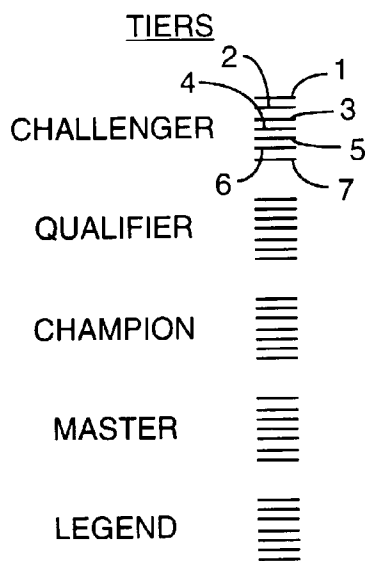 TIERS
2 1
4 3
CHALLENGER
5
6 7
QUALIFIER
CHAMPION
MASTER
LEGEND